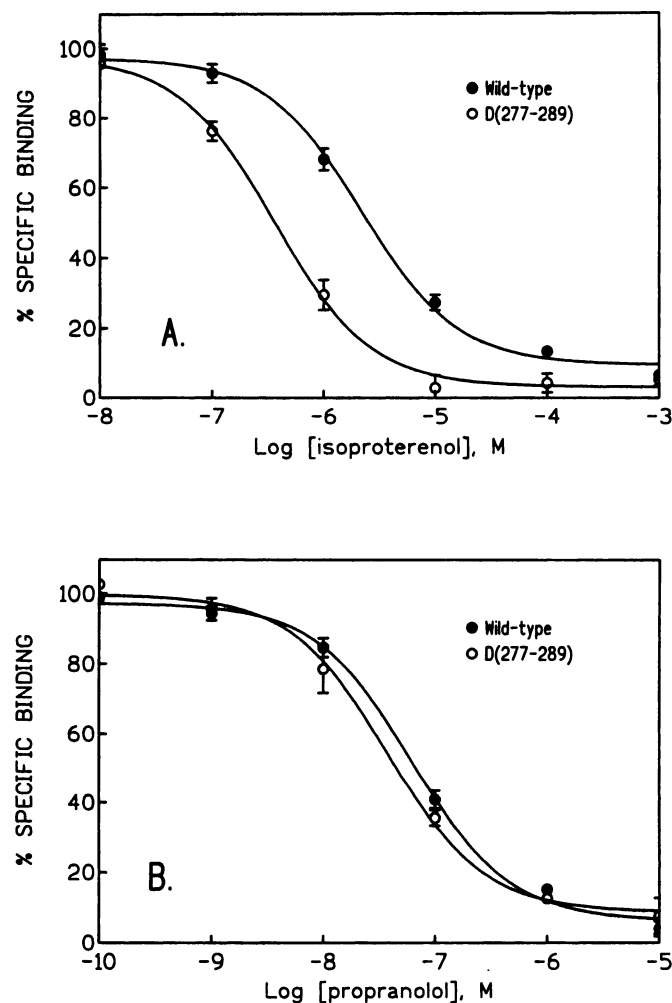 100
80
60
40
20
0
% SPECIFIC BINDING
● Wild-type
○ D(277-289)
A.
-8 -7 -6 -5 -4 -3
Log [isoproterenol], M
100
80
60
40
20
0
% SPECIFIC BINDING
● Wild-type
○ D(277-289)
B.
-10 -9 -8 -7 -6 -5
Log [propranolol], M